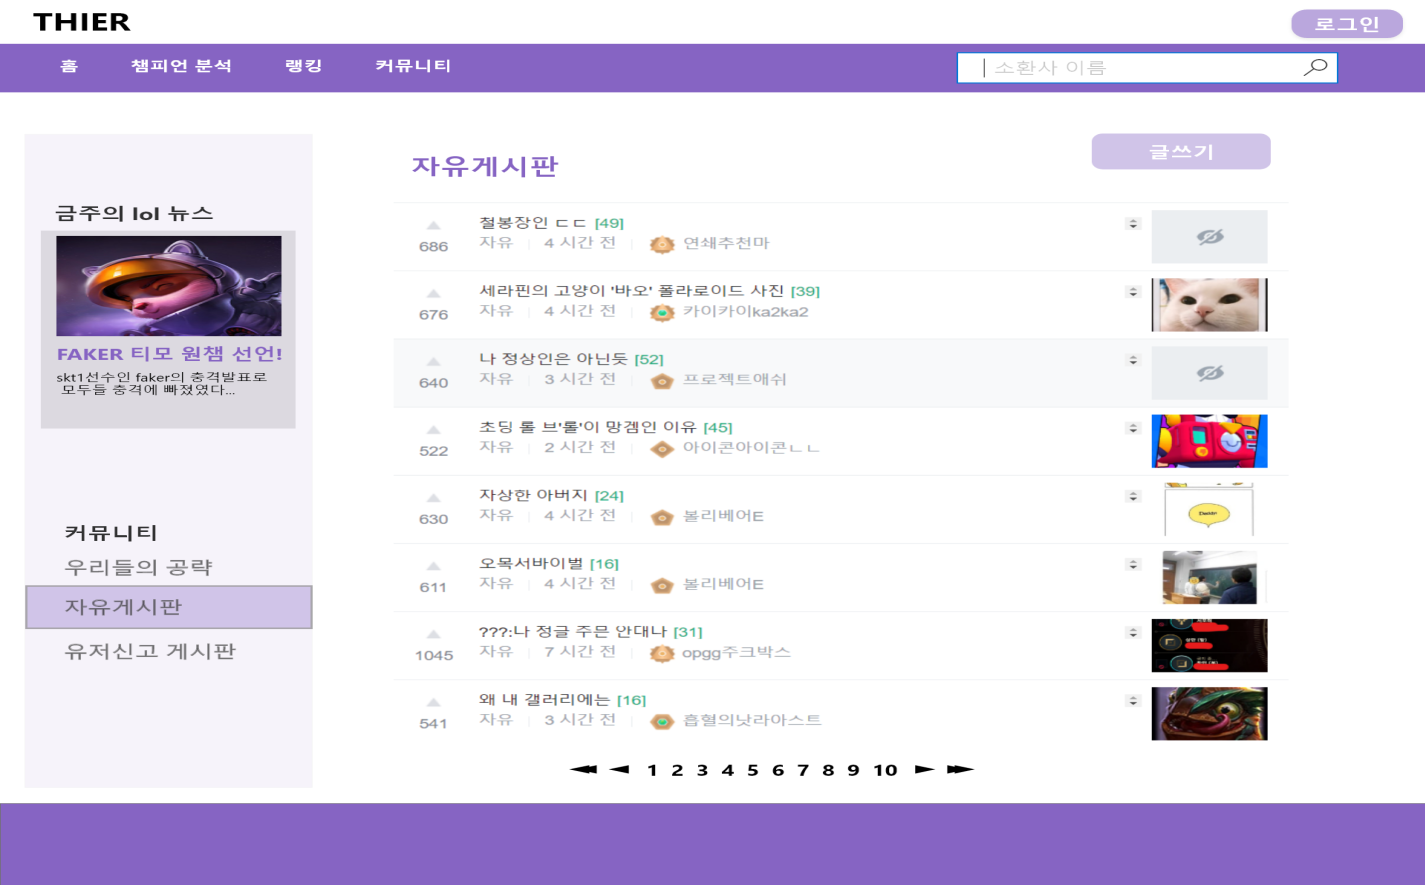 THIER
로그인
홈 챔피언 분석 랭킹 커뮤니티
소환사 이름
금주의 lol 뉴스
FAKER 티모 원챔 선언!
skt1선수인 faker의 충격발표로
모두들 충격에 빠졌였다...
커뮤니티
우리들의 공략
자유게시판
유저신고 게시판
자유게시판
글쓰기
686
철봉장인 ㄷㄷ [49]
자유 4 시간 전 연쇄추천마
676
세라핀의 고양이 '바오' 폴라로이드 사진 [39]
자유 4 시간 전 카이카이ka2ka2
640
나 정상인은 아닌듯 [52]
자유 3 시간 전 프로젝트애쉬
522
초딩 롤 브'롤'이 망겜인 이유 [45]
자유 2 시간 전 아이콘아이콘ㄴㄴ
630
자상한 아버지 [24]
자유 4 시간 전 볼리베어E
611
오목서바이벌 [16]
자유 4 시간 전 볼리베어E
1045
???:나 정글 주문 안대나 [31]
자유 7 시간 전 opgg주크박스
541
왜 내 갤러리에는 [16]
자유 3 시간 전 흡혈의낫라아스트
1 2 3 4 5 6 7 8 9 10